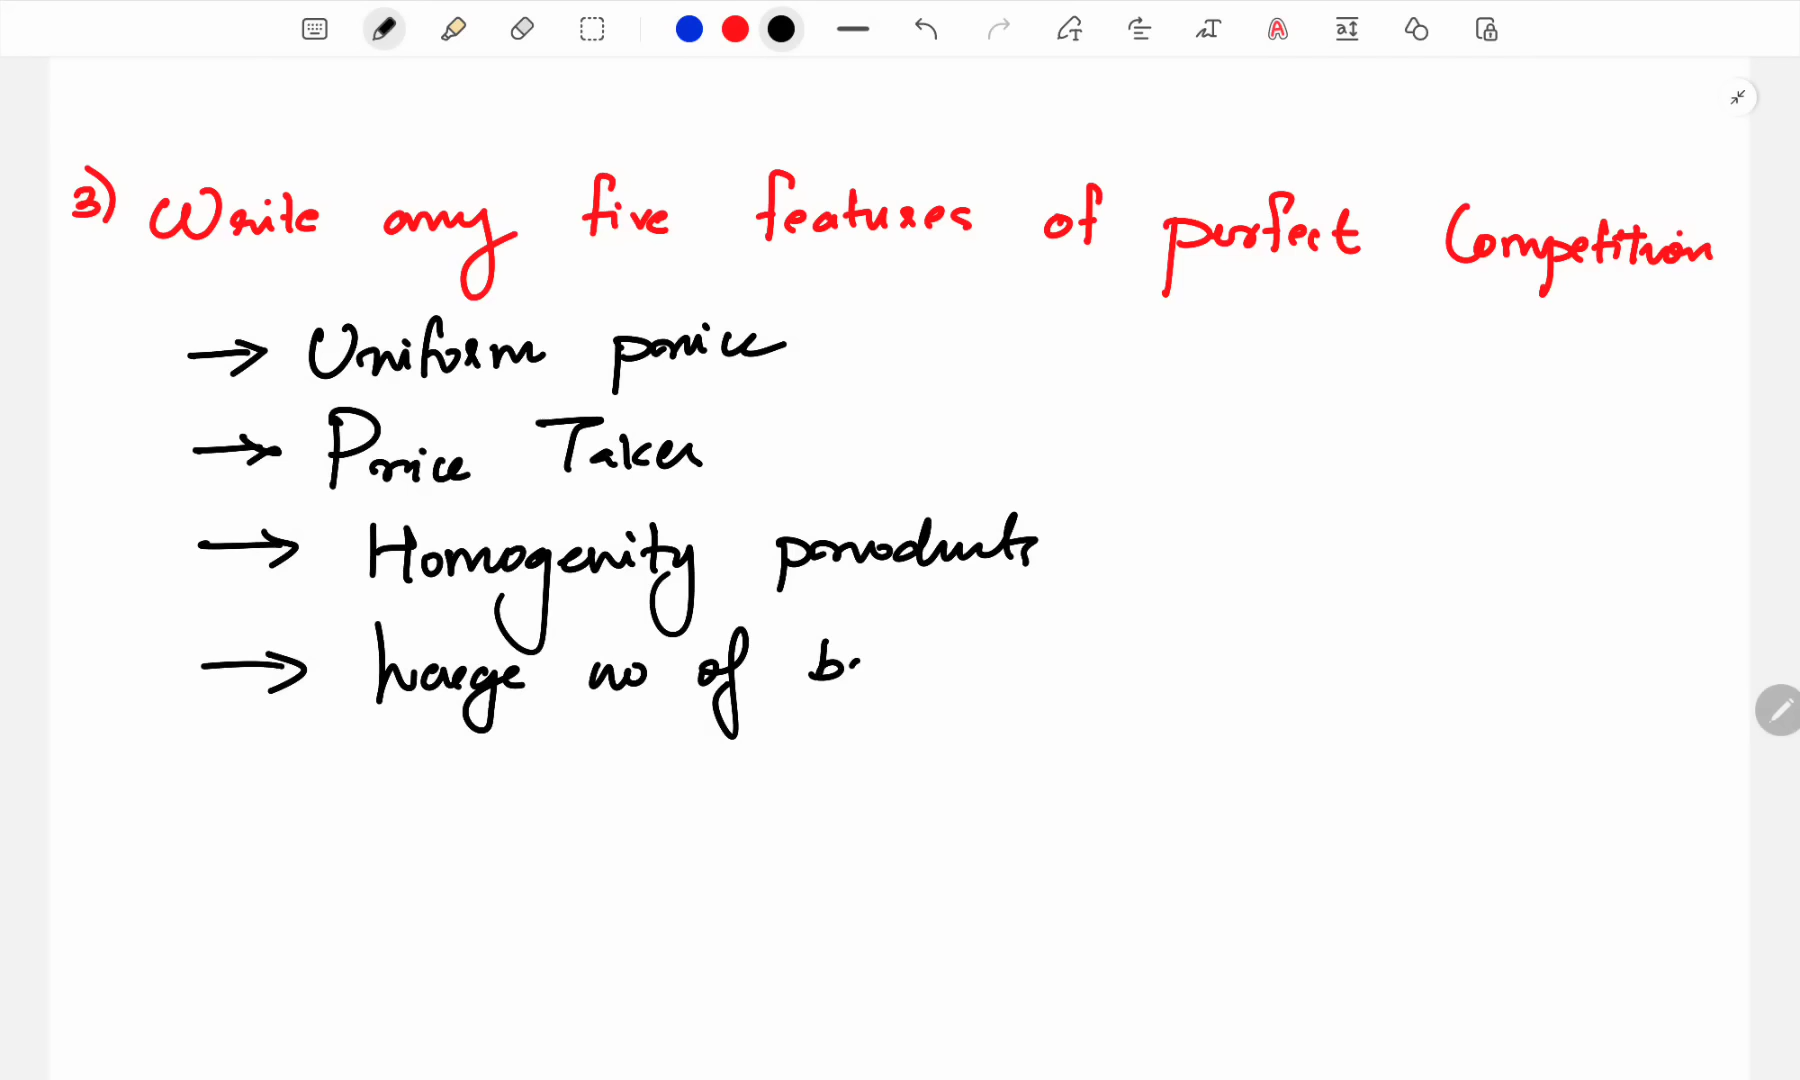 3) Write any five features of perfect Competition
→ Uniform price
→ Price Taker
→ Homogenity products
→ Large no of b